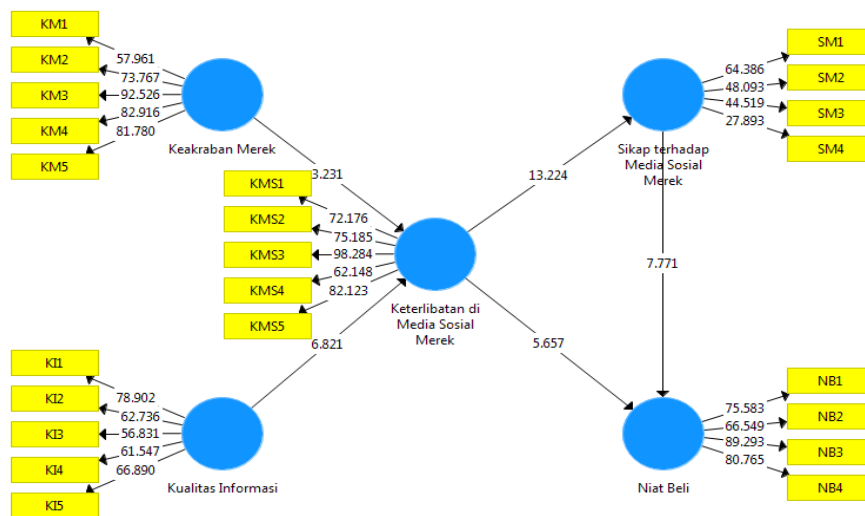 KM1
KM2
KM3
KM4
KM5
57.961
73.767
92.526
82.916
81.780
Keakraban Merek
3.231
KMS1
KMS2
KMS3
KMS4
KMS5
72.176
75.185
98.284
62.148
82.123
Keterlibatan di
Media Sosial
Merek
6.821
KI1
KI2
KI3
KI4
KI5
78.902
62.736
56.831
61.547
66.890
Kualitas Informasi
13.224
5.657
SM1
SM2
SM3
SM4
64.386
48.093
44.519
27.893
Sikap terhadap
Media Sosial
Merek
7.771
NB1
NB2
NB3
NB4
75.583
66.549
89.293
80.765
Niat Beli